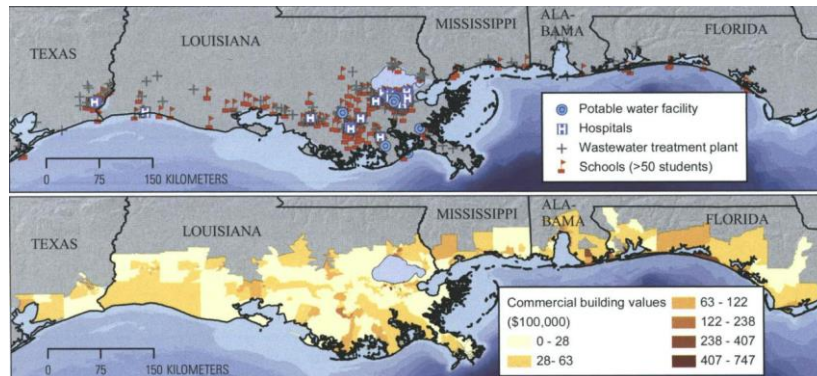 TEXAS
LOUISIANA
MISSISSIPPI
ALA-
BAMA
FLORIDA
H
H
H
H
H
H
Potable water facility
H Hospitals
Wastewater treatment plant
Schools (>50 students)
0 75 150 KILOMETERS
TEXAS
LOUISIANA
MISSISSIPPI
ALA-
BAMA
FLORIDA
Commercial building values
($100,000)
0 - 28
28- 63
63 - 122
122 - 238
238 - 407
407 - 747
0 75 150 KILOMETERS